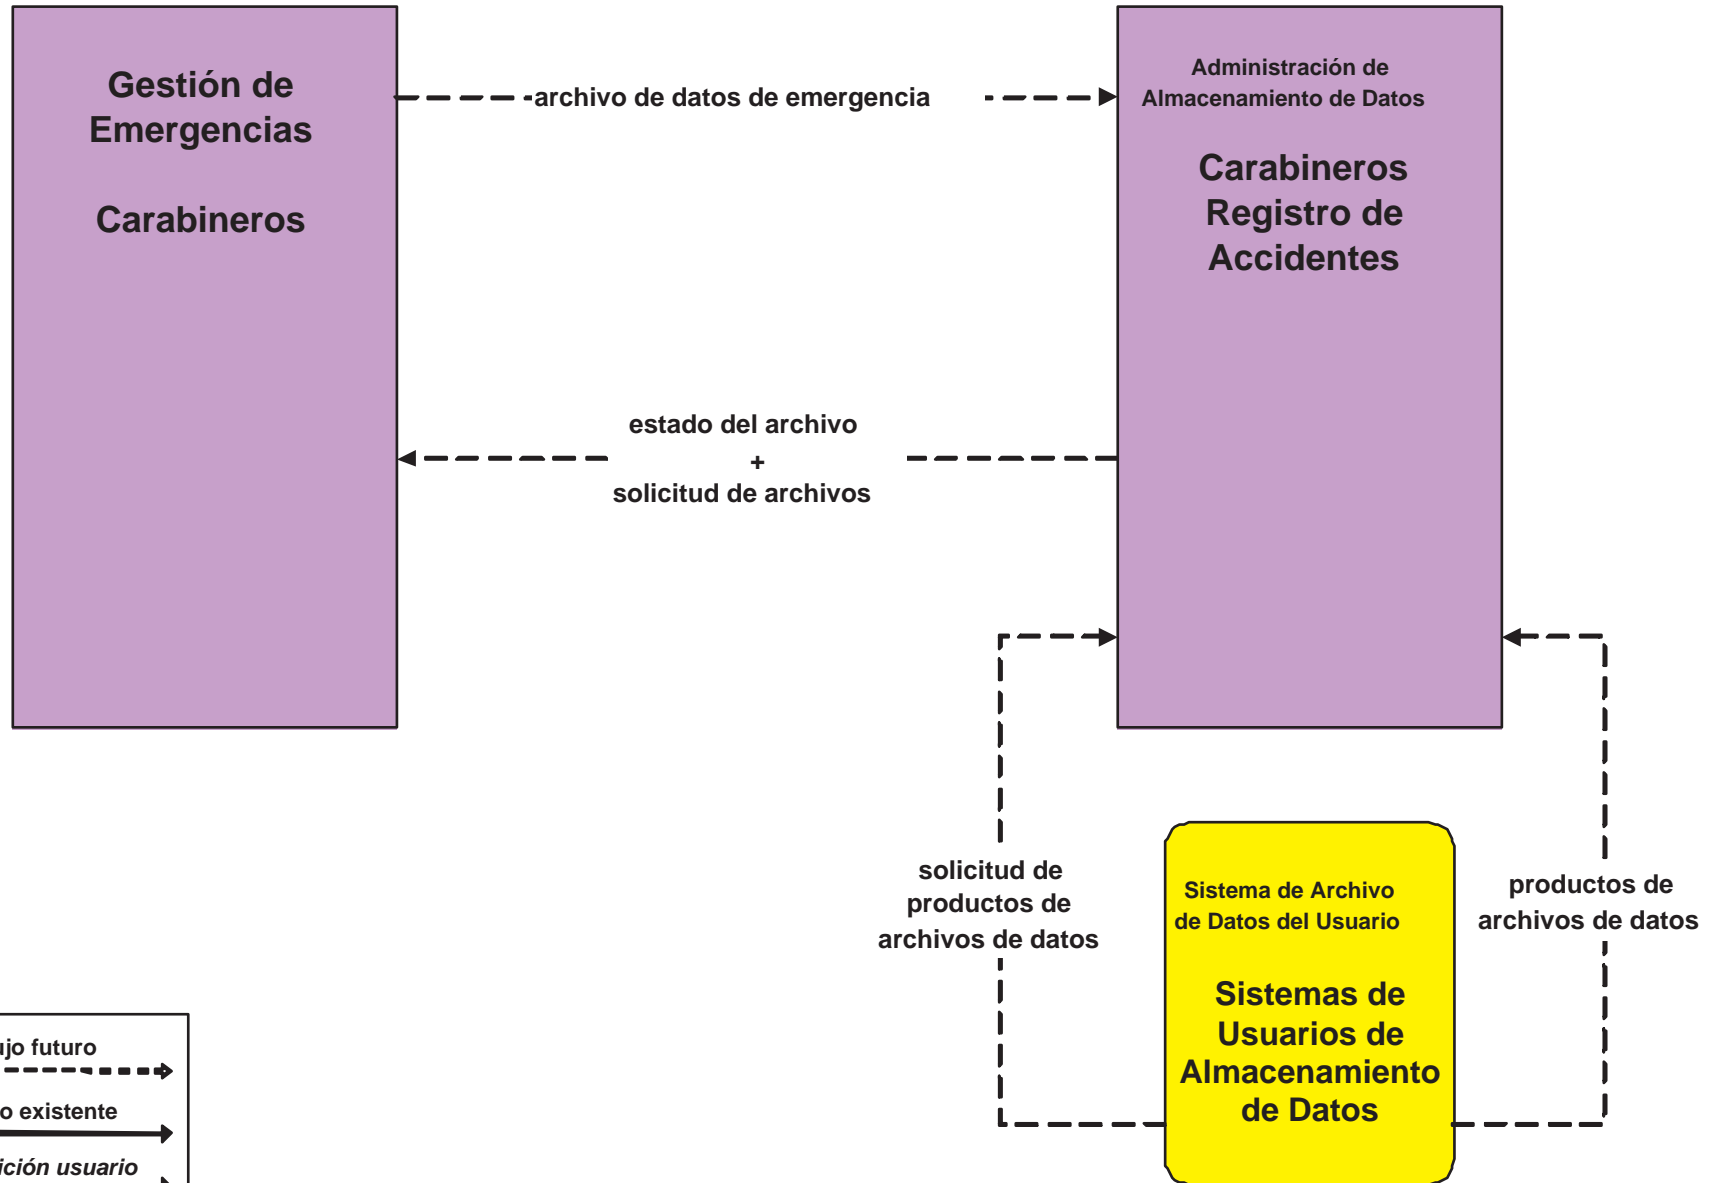 Gestión de
Emergencias
Carabineros
archivo de datos de emergencia
Administración de
Almacenamiento de Datos
Carabineros
Registro de
Accidentes
estado del archivo
+
solicitud de archivos
solicitud de
productos de
archivos de datos
Sistema de Archivo
de Datos del Usuario
Sistemas de
Usuarios de
Almacenamiento
de Datos
productos de
archivos de datos
futuro
existente
usuario